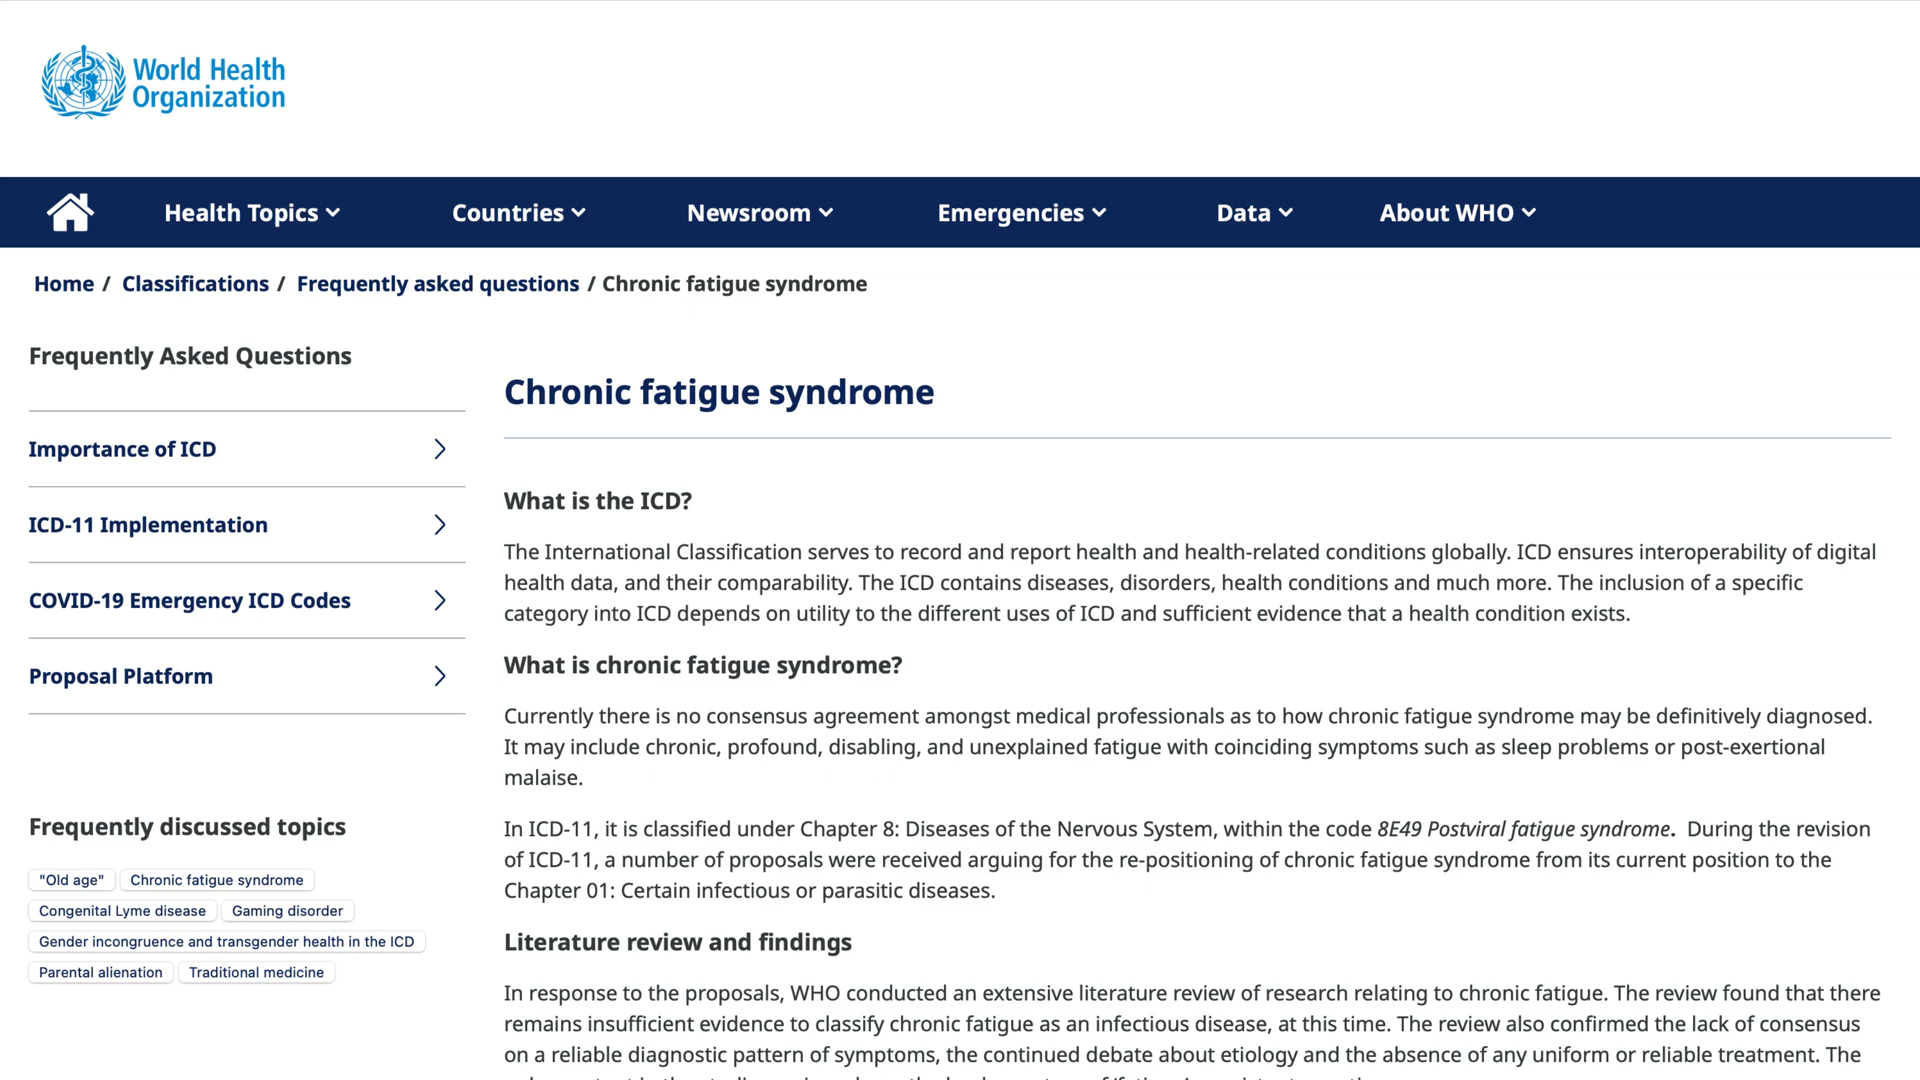 World Health
Organization
Health Topics
Countries
Newsroom
Emergencies
Data
About WHO
Home / Classifications / Frequently asked questions / Chronic fatigue syndrome
Frequently Asked Questions
Importance of ICD
ICD-11 Implementation
COVID-19 Emergency ICD Codes
Proposal Platform
Frequently discussed topics
"Old age" Chronic fatigue syndrome
Congenital Lyme disease Gaming disorder
Gender incongruence and transgender health in the ICD
Parental alienation Traditional medicine
Chronic fatigue syndrome
What is the ICD?
The International Classification serves to record and report health and health-related conditions globally. ICD ensures interoperability of digital
health data, and their comparability. The ICD contains diseases, disorders, health conditions and much more. The inclusion of a specific
category into ICD depends on utility to the different uses of ICD and sufficient evidence that a health condition exists.
What is chronic fatigue syndrome?
Currently there is no consensus agreement amongst medical professionals as to how chronic fatigue syndrome may be definitively diagnosed.
It may include chronic, profound, disabling, and unexplained fatigue with coinciding symptoms such as sleep problems or post-exertional
malaise.
In ICD-11, it is classified under Chapter 8: Diseases of the Nervous System, within the code 8E49 Postviral fatigue syndrome. During the revision
of ICD-11, a number of proposals were received arguing for the re-positioning of chronic fatigue syndrome from its current position to the
Chapter 01: Certain infectious or parasitic diseases.
Literature review and findings
In response to the proposals, WHO conducted an extensive literature review of research relating to chronic fatigue. The review found that there
remains insufficient evidence to classify chronic fatigue as an infectious disease, at this time. The review also confirmed the lack of consensus
on a reliable diagnostic pattern of symptoms, the continued debate about etiology and the absence of any uniform or reliable treatment. The